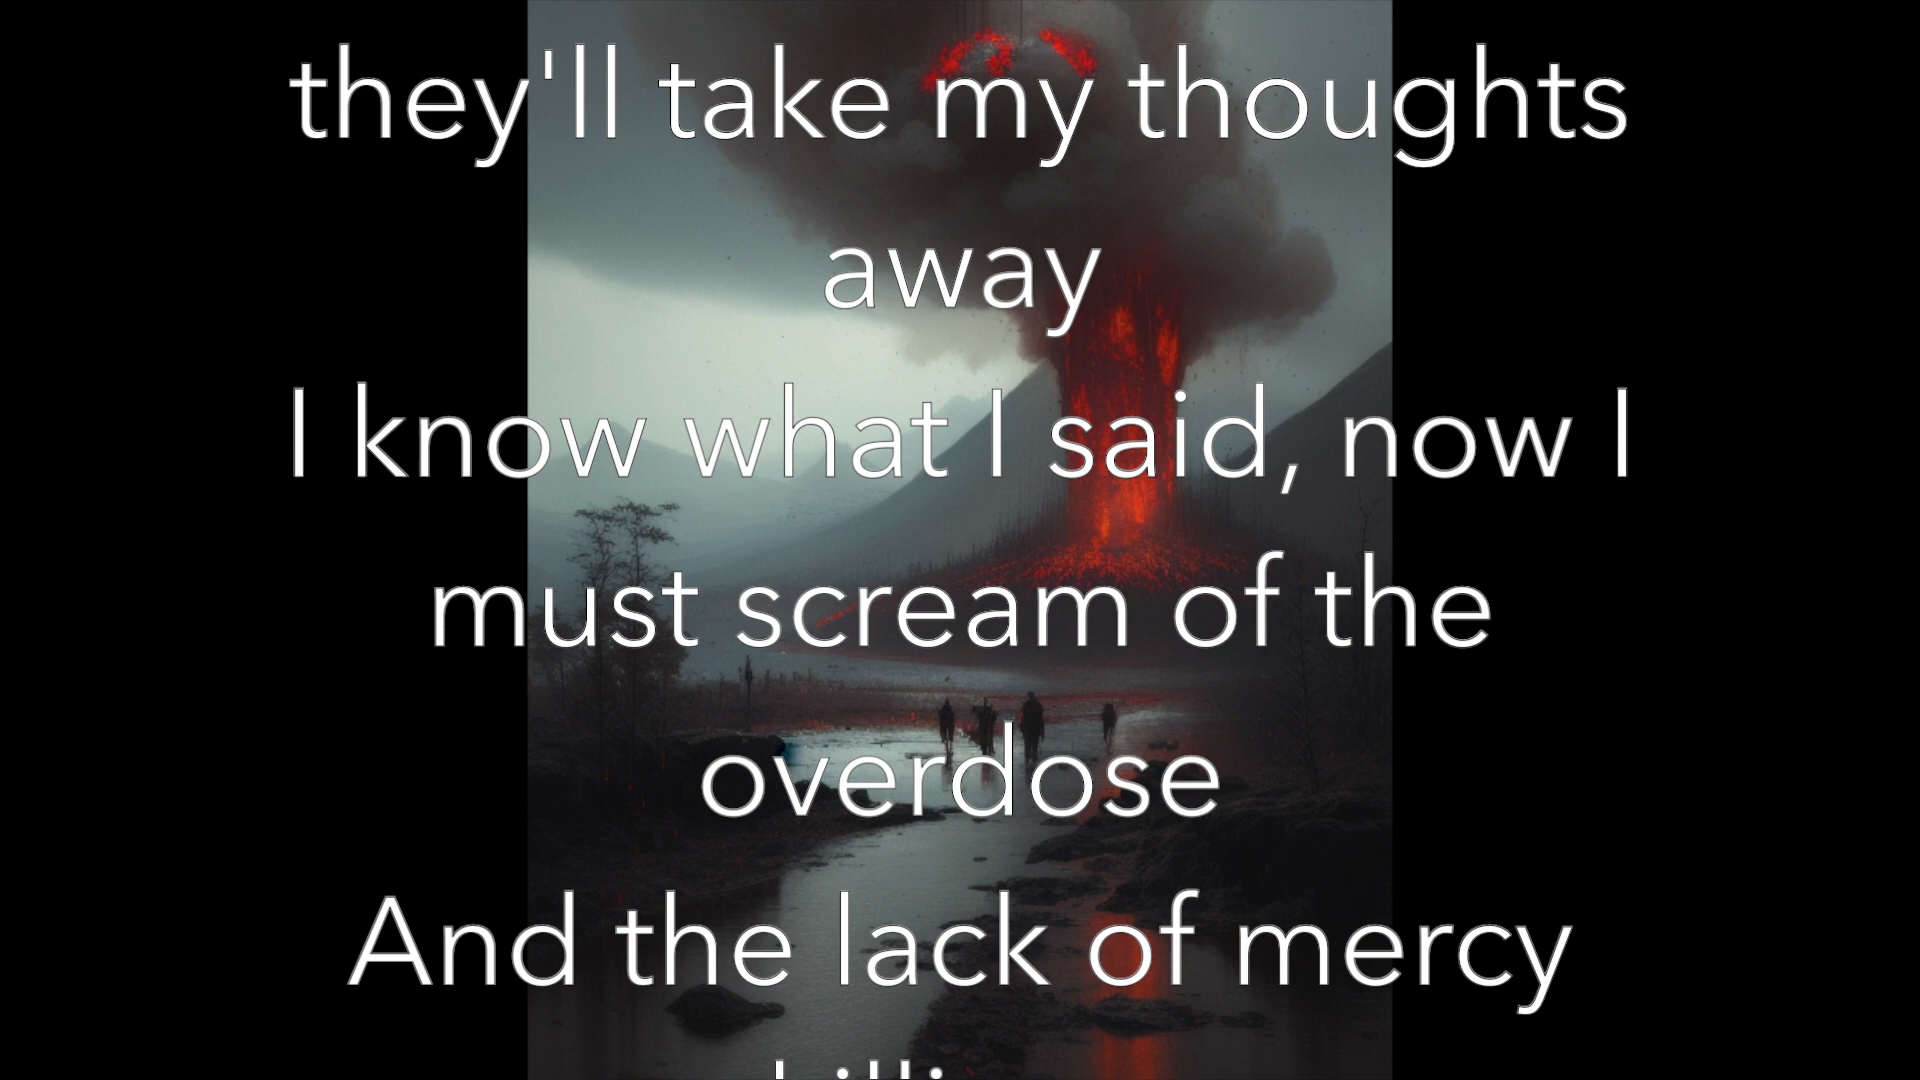 they'll take my thoughts
away
I know what I said, now I
must scream of the
overdose
And the lack of mercy